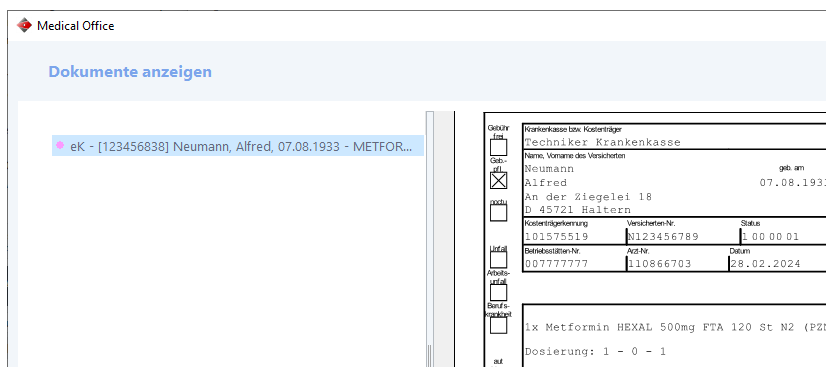 Medical Office
Dokumente anzeigen
eK - [123456838] Neumann, Alfred, 07.08.1933 - METFOR...
Gebühr
frei
Krankenkasse bzw. Kostenträger
Techniker Krankenkasse
Name, Vorname des Versicherten
Geb.-
pfl.
Neumann
geb. am
Alfred
07.08.1933
An der Ziegelei 18
noctu
D 45721 Haltern
Kostenträgerkennung
Versicherten-Nr.
Status
101575519
N123456789
1 00 00 01
Unfall
Betriebsstätten-Nr.
Arzt-Nr.
Datum
007777777
110866703
28.02.2024
Arbeits-
unfall
Berufs-
krankheit
1x Metformin HEXAL 500mg FTA 120 St N2 (PZN
Dosierung: 1 - 0 - 1
aut